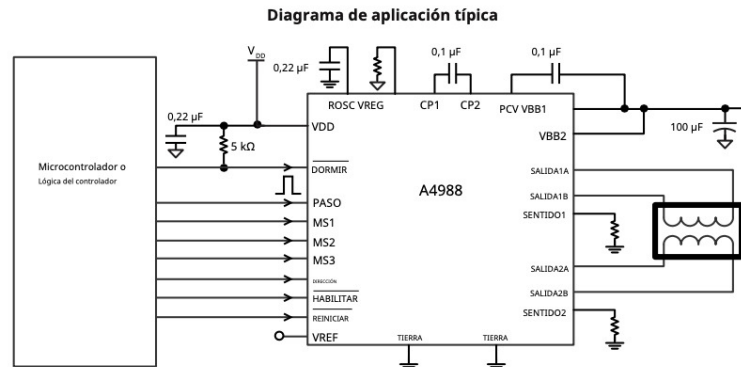 Diagrama de aplicación típica
V DD
0,22 µF
0,1 µF
0,1 µF
0,22 µF
5 kΩ
ROSC VREG
CP1
CP2
PCV VBB1
VDD
VBB2
100 µF
Microcontrolador o
Lógica del controlador
DORMIR
A4988
SALIDA1A
SALIDA1B
PASO
SENTIDO1
MS1
MS2
MS3
SALIDA2A
DIRECCIÓN
SALIDA2B
HABILITAR
SENTIDO2
REINICIAR
VREF
TIERRA
TIERRA